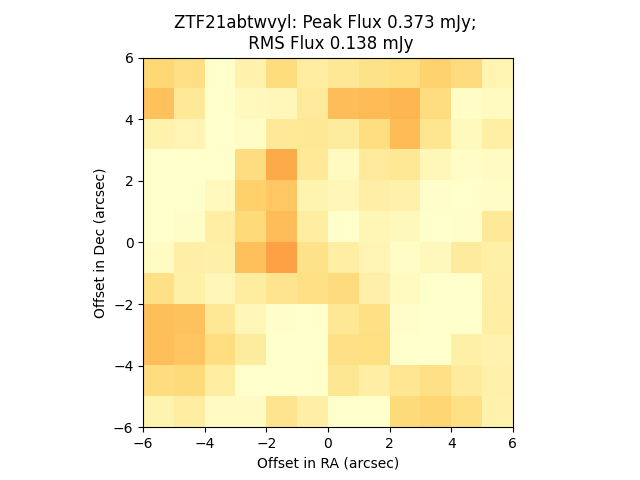 ZTF21abtwvyl: Peak Flux 0.373 mJy;
RMS Flux 0.138 mJy
6
4
2
0
−2
−4
−6
Offset in Dec (arcsec)
−6 −4 −2 0 2 4 6
Offset in RA (arcsec)